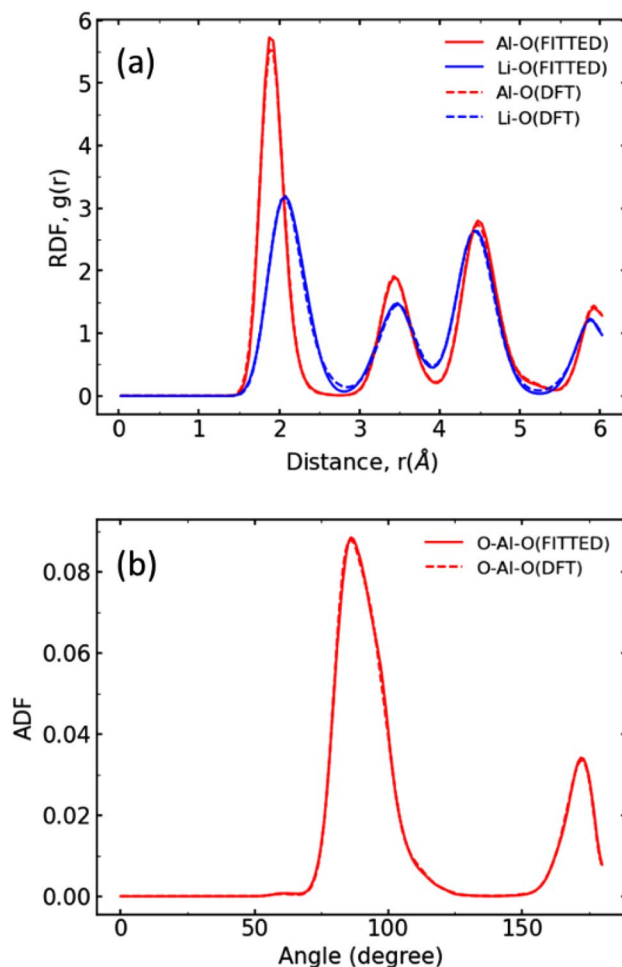 (a)
Al-O(FITTED)
Li-O(FITTED)
Al-O(DFT)
Li-O(DFT)
RDF, g(r)
6
5
4
3
2
1
0
0 1 2 3 4 5 6
Distance, r(Å)
(b)
O-Al-O(FITTED)
O-Al-O(DFT)
ADF
0.08
0.06
0.04
0.02
0.00
0 50 100 150
Angle (degree)